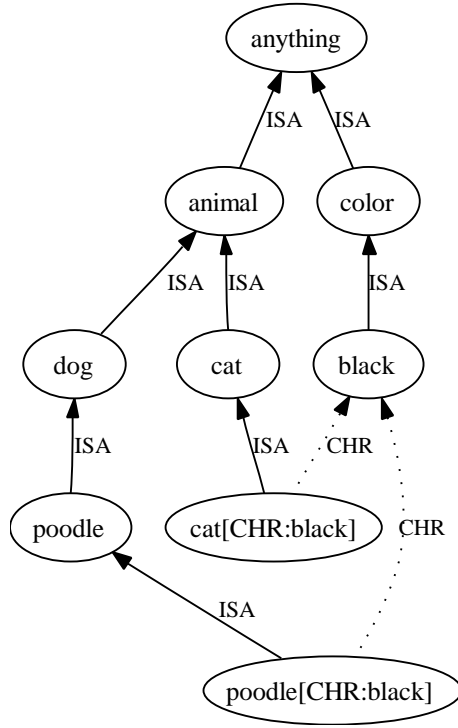 anything
ISA ISA
animal color
ISA ISA ISA
dog cat black
ISA ISA CHR
poodle cat[CHR:black] CHR
ISA
poodle[CHR:black]